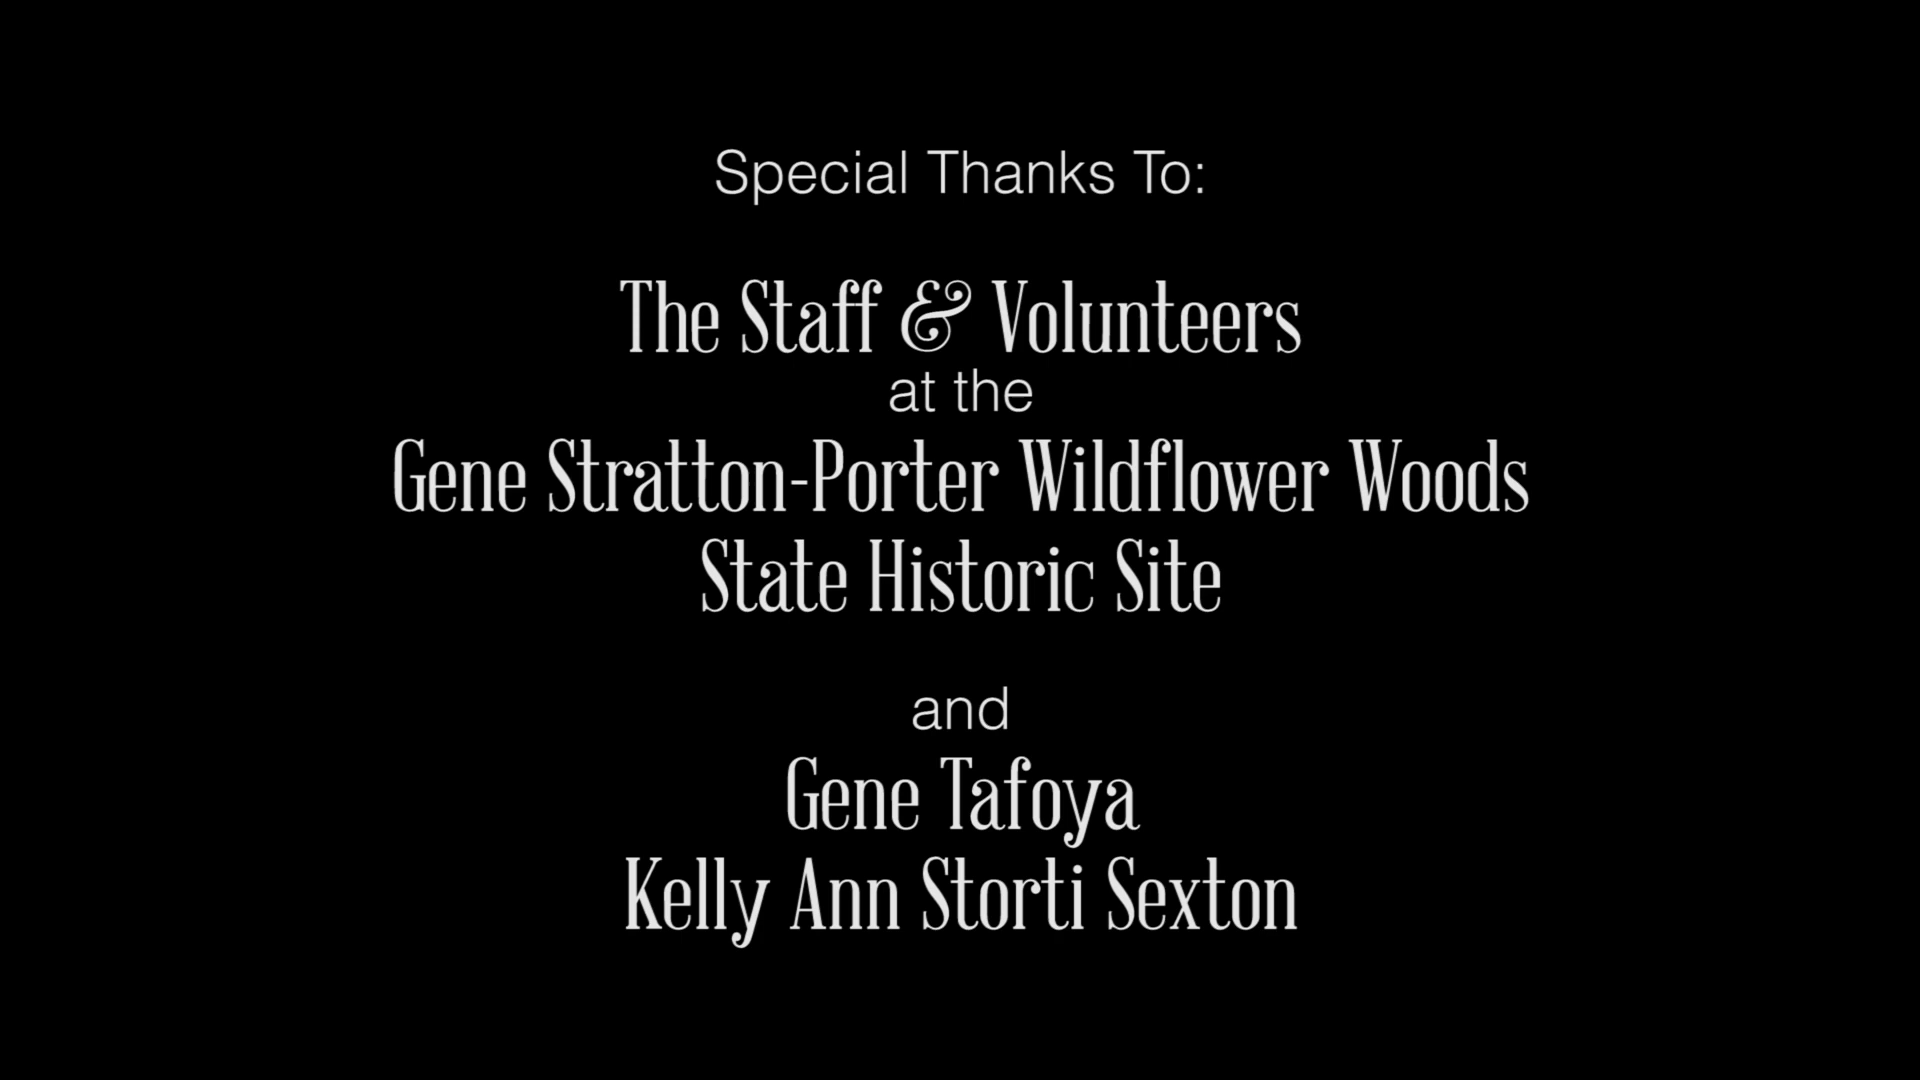 Special Thanks To:
The Staff & Volunteers
at the
Gene Stratton-Porter Wildflower Woods
State Historic Site
and
Gene Tafoya
Kelly Ann Storti Sexton